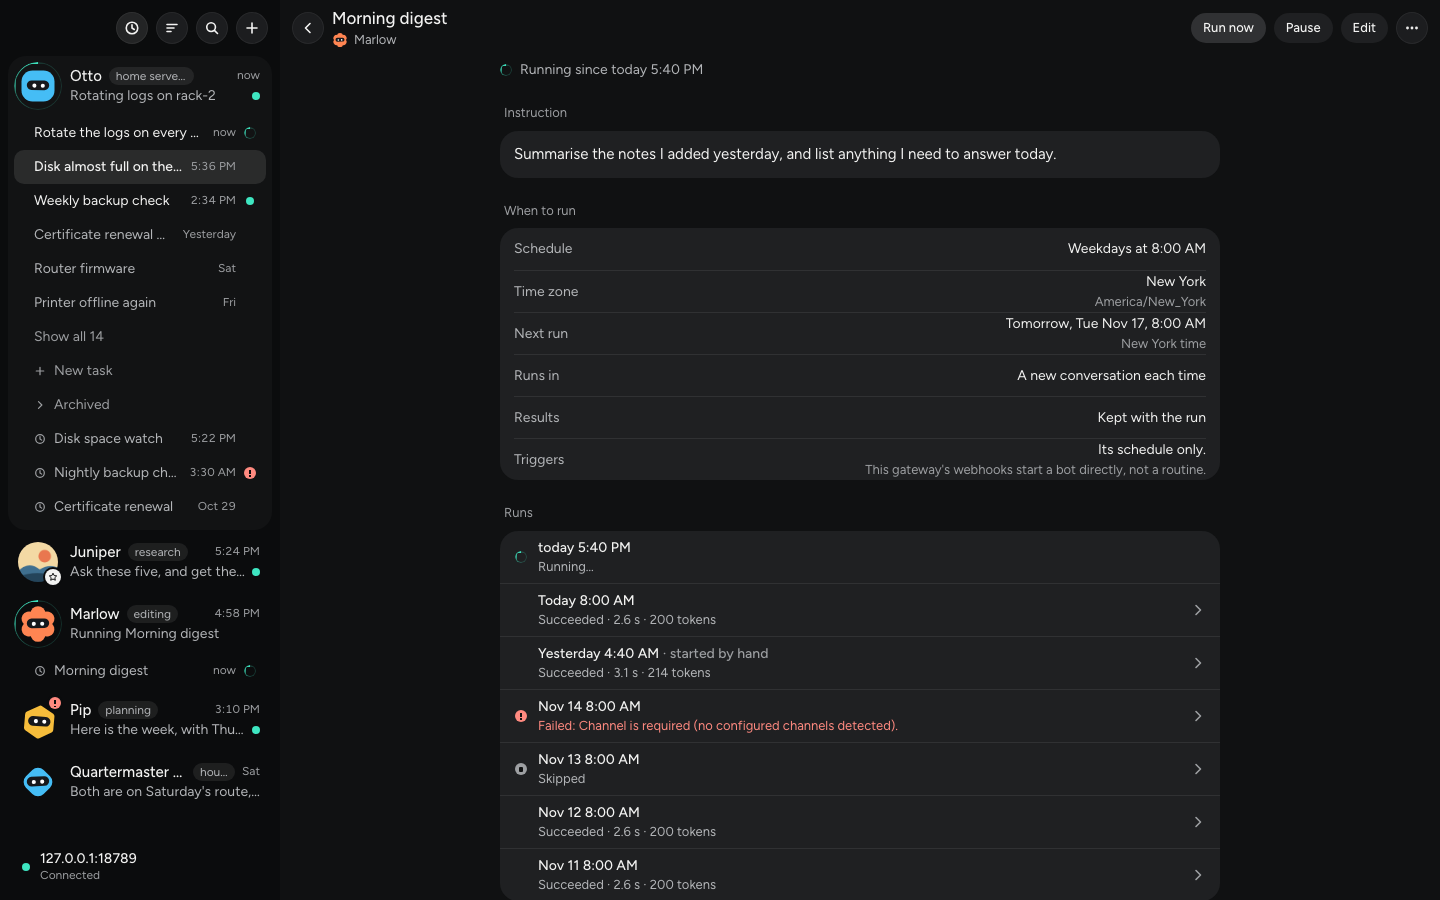 Otto home serve... now
Rotating logs on rack-2
Rotate the logs on every ... now
Disk almost full on the... 5:36 PM
Weekly backup check 2:34 PM
Certificate renewal ... Yesterday
Router firmware Sat
Printer offline again Fri
Show all 14
New task
Archived
Disk space watch 5:22 PM
Nightly backup ch... 3:30 AM
Certificate renewal Oct 29
Juniper research 5:24 PM
Ask these five, and get the...
Marlow editing 4:58 PM
Running Morning digest
Morning digest now
Pip planning 3:10 PM
Here is the week, with Thu...
Quartermaster ... hou... Sat
Both are on Saturday's route,...
127.0.0.1:18789
Connected
Morning digest
Marlow
Run now Pause Edit
Running since today 5:40 PM
Instruction
Summarise the notes I added yesterday, and list anything I need to answer today.
When to run
Schedule Weekdays at 8:00 AM
Time zone New York
America/New_York
Next run Tomorrow, Tue Nov 17, 8:00 AM
New York time
Runs in A new conversation each time
Results Kept with the run
Triggers Its schedule only.
This gateway's webhooks start a bot directly, not a routine.
Runs
today 5:40 PM
Running...
Today 8:00 AM
Succeeded · 2.6 s · 200 tokens
Yesterday 4:40 AM · started by hand
Succeeded · 3.1 s · 214 tokens
Nov 14 8:00 AM
Failed: Channel is required (no configured channels detected).
Nov 13 8:00 AM
Skipped
Nov 12 8:00 AM
Succeeded · 2.6 s · 200 tokens
Nov 11 8:00 AM
Succeeded · 2.6 s · 200 tokens